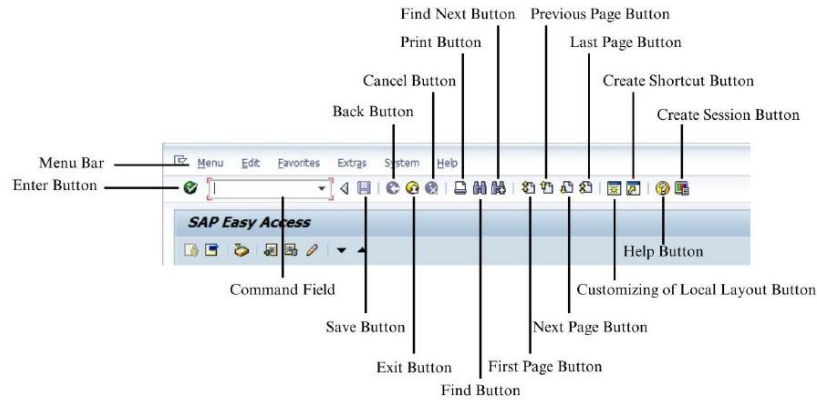 Find Next Button Previous Page Button
Print Button Last Page Button
Cancel Button Create Shortcut Button
Back Button Create Session Button
Menu Bar Menu Edit Favorites Extras System Help
Enter Button
SAP Easy Access
Help Button
Command Field Customizing of Local Layout Button
Save Button Next Page Button
Exit Button First Page Button
Find Button